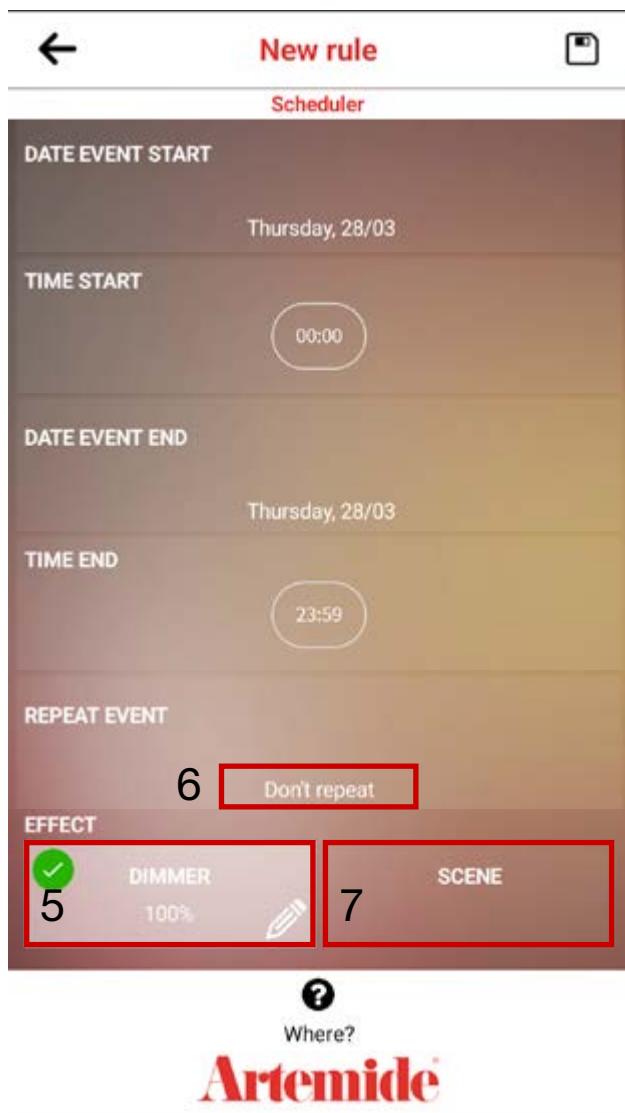 New rule
Scheduler
DATE EVENT START
Thursday, 28/03
TIME START
00:00
DATE EVENT END
Thursday, 28/03
TIME END
23:59
REPEAT EVENT
6 Don't repeat
EFFECT
DIMMER SCENE
5 100% 7
Where?
Artemide